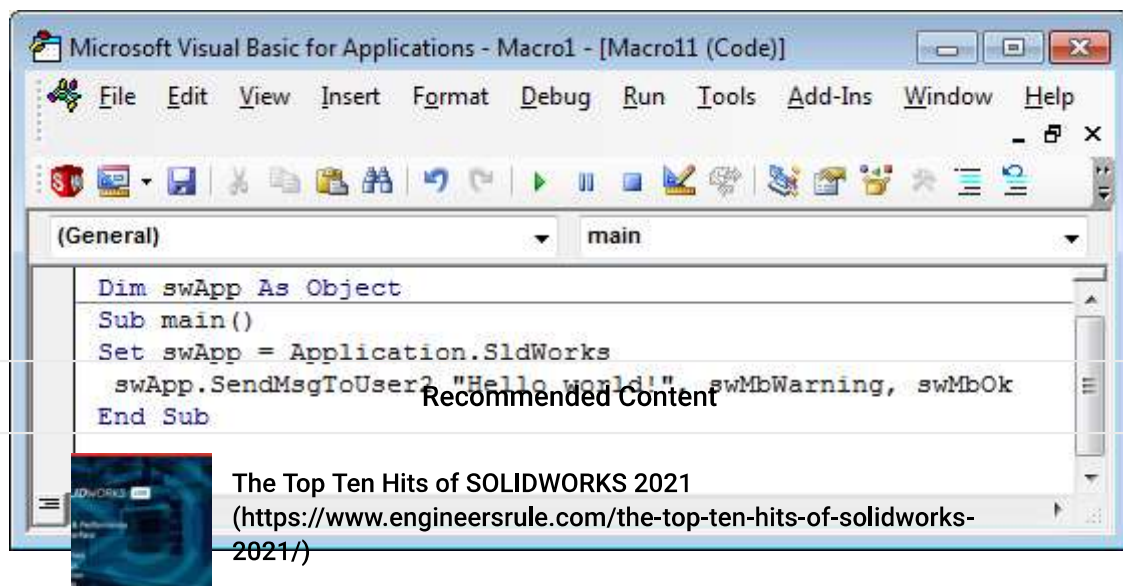 Microsoft Visual Basic for Applications - Macro1 - [Macro11 (Code)]
File Edit View Insert Format Debug Run Tools Add-Ins Window Help
(General) main
Dim swApp As Object
Sub main()
Set swApp = Application.SldWorks
swApp.SendMsgToUser2 "Hello world!", swMbWarning, swMbOk
Recommended Content
End Sub
The Top Ten Hits of SOLIDWORKS 2021
(https://www.engineersrule.com/the-top-ten-hits-of-solidworks-
2021/)